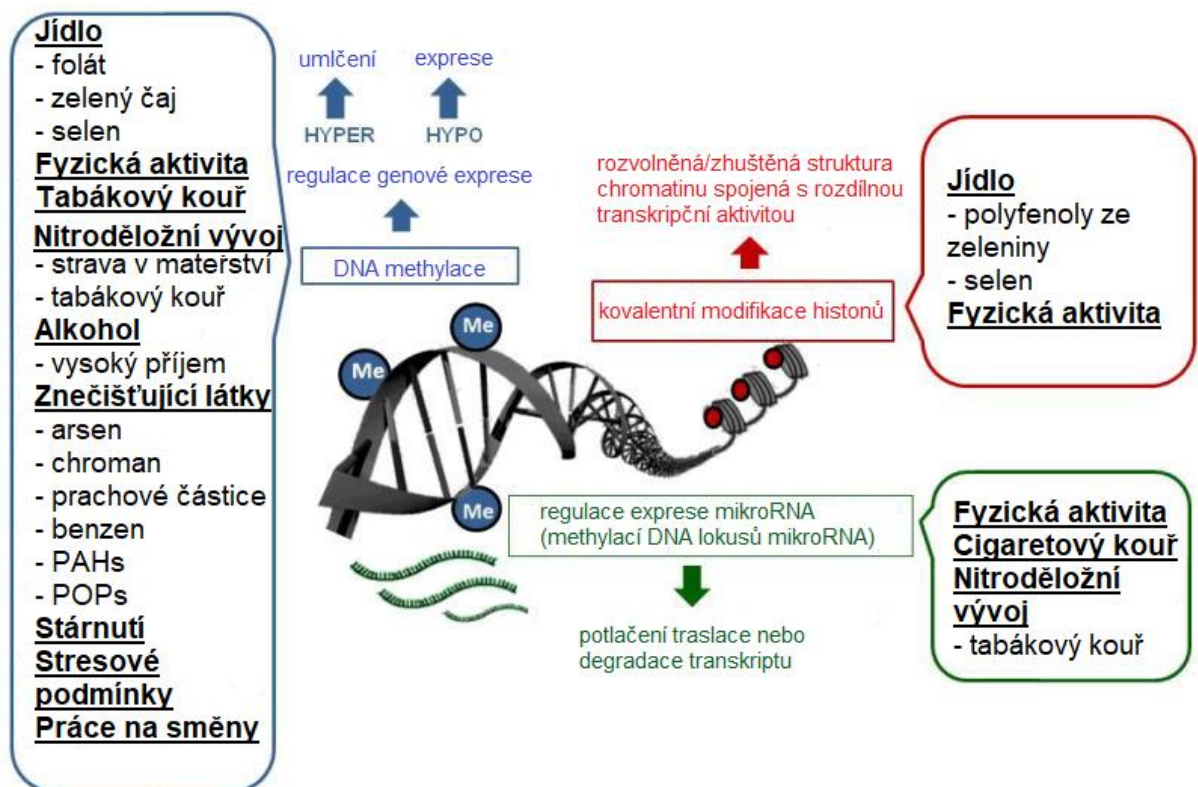 Jídlo
- folát
- zelený čaj
- selen
Fyzická aktivita
Tabákový kouř
Nitroděložní vývoj
- strava v mateřství
- tabákový kouř
Alkohol
- vysoký příjem
Znečišťující látky
- arsen
- chroman
- prachové částice
- benzen
- PAHs
- POPs
Stárnutí
Stresové
podmínky
Práce na směny
umlčení
exprese
HYPER
HYPO
regulace genové exprese
DNA methylace
Me
Me
Me
rozvolněná/zhuštěná struktura
chromatinu spojená s rozdílnou
transkripční aktivitou
kovalentní modifikace histonů
Jídlo
- polyfenoly ze
zeleniny
- selen
Fyzická aktivita
regulace exprese mikroRNA
(methylací DNA lokusů mikroRNA)
potlačení traslace nebo
degradace transkriptu
Fyzická aktivita
Cigaretový kouř
Nitroděložní
vývoj
- tabákový kouř